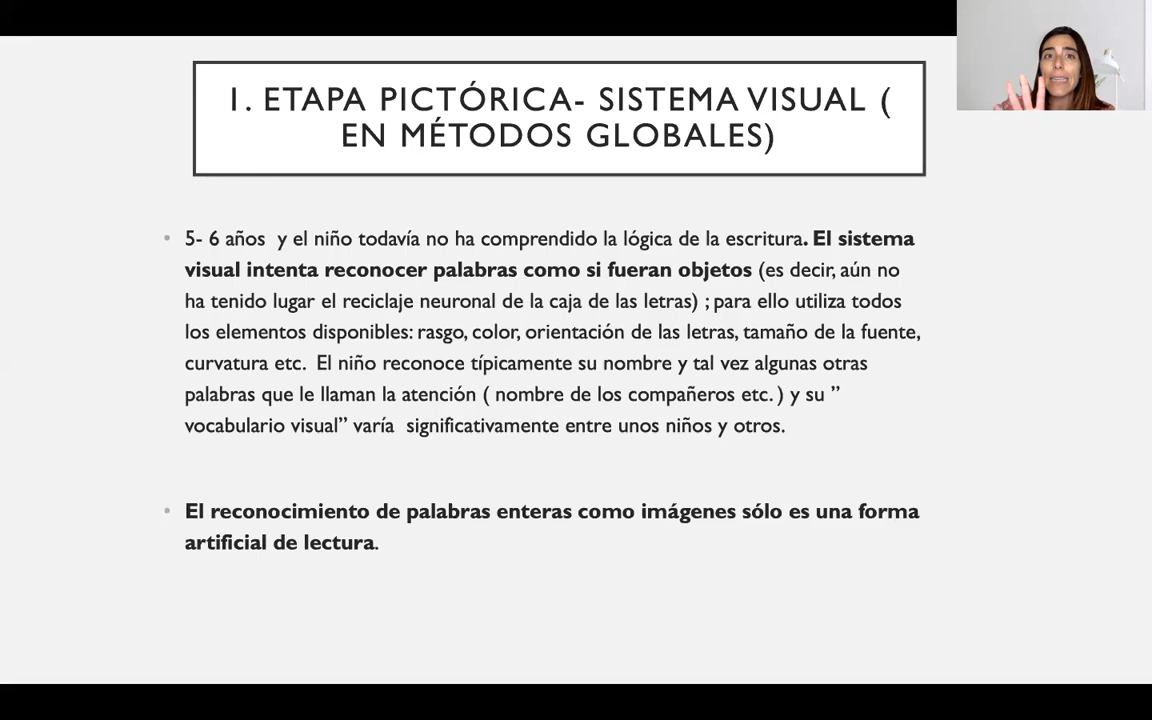 1. ETAPA PICTÓRICA- SISTEMA VISUAL (
EN MÉTODOS GLOBALES)
• 5- 6 años y el niño todavía no ha comprendido la lógica de la escritura. El sistema
visual intenta reconocer palabras como si fueran objetos (es decir, aún no
ha tenido lugar el reciclaje neuronal de la caja de las letras) ; para ello utiliza todos
los elementos disponibles: rasgo, color, orientación de las letras, tamaño de la fuente,
curvatura etc. El niño reconoce típicamente su nombre y tal vez algunas otras
palabras que le llaman la atención ( nombre de los compañeros etc. ) y su ”
vocabulario visual” varía significativamente entre unos niños y otros.
• El reconocimiento de palabras enteras como imágenes sólo es una forma
artificial de lectura.